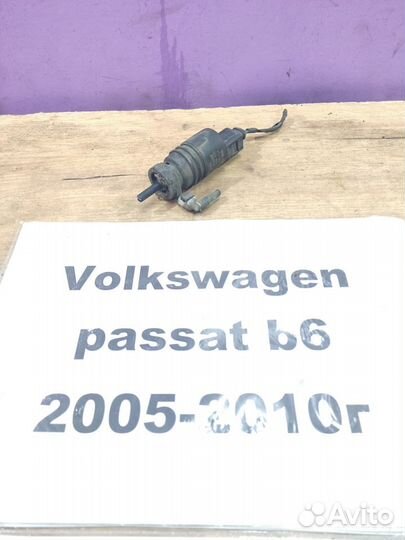 Volkswagen
passat b6
2005-2010г
Avito